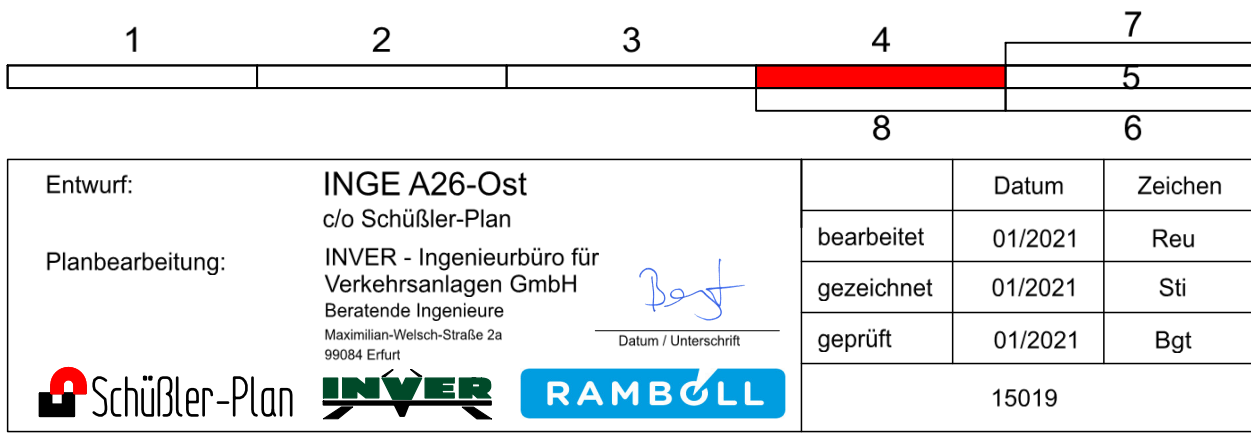 7
1 2 3 4
5
8 6
Entwurf: INGE A26-Ost
c/o Schüßler-Plan
Planbearbeitung: INVER - Ingenieurbüro für
Verkehrsanlagen GmbH
Beratende Ingenieure
Maximilian-Welsch-Straße 2a
99084 Erfurt
Bgt
Datum / Unterschrift
Schüßler-Plan
INVER
RAMBOLL
Datum Zeichen
bearbeitet 01/2021 Reu
gezeichnet 01/2021 Sti
geprüft 01/2021 Bgt
15019